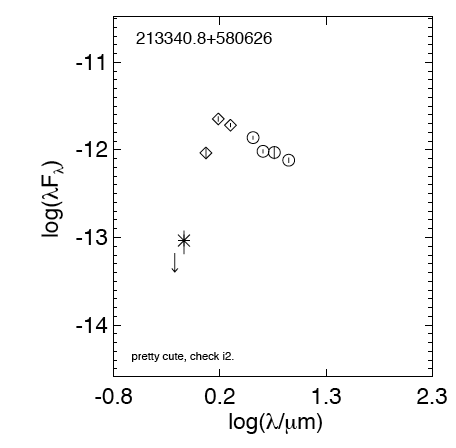 213340.8+580626
-11
-12
-13
-14
log(λFλ)
pretty cute, check i2.
-0.8 0.2 1.3 2.3
log(λ/μm)